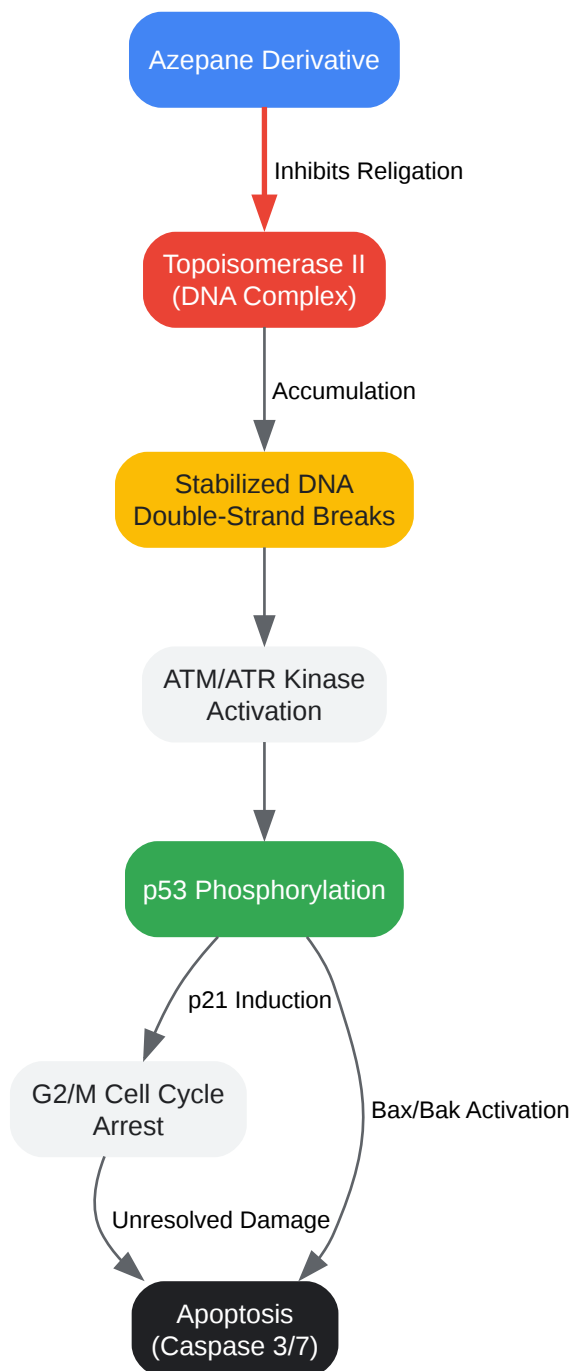 Azepane Derivative
Inhibits Religation
Topoisomerase II
(DNA Complex)
Accumulation
Stabilized DNA
Double-Strand Breaks
ATM/ATR Kinase
Activation
p53 Phosphorylation
p21 Induction
G2/M Cell Cycle
Arrest
Bax/Bak Activation
Unresolved Damage
Apoptosis
(Caspase 3/7)